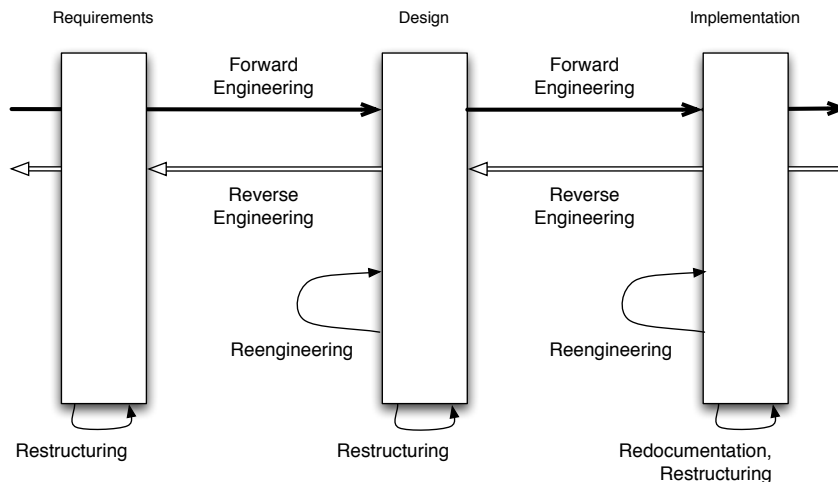 Requirements
Design
Implementation
Forward
Engineering
Forward
Engineering
Reverse
Engineering
Reverse
Engineering
Reengineering
Reengineering
Restructuring
Restructuring
Redocumentation,
Restructuring